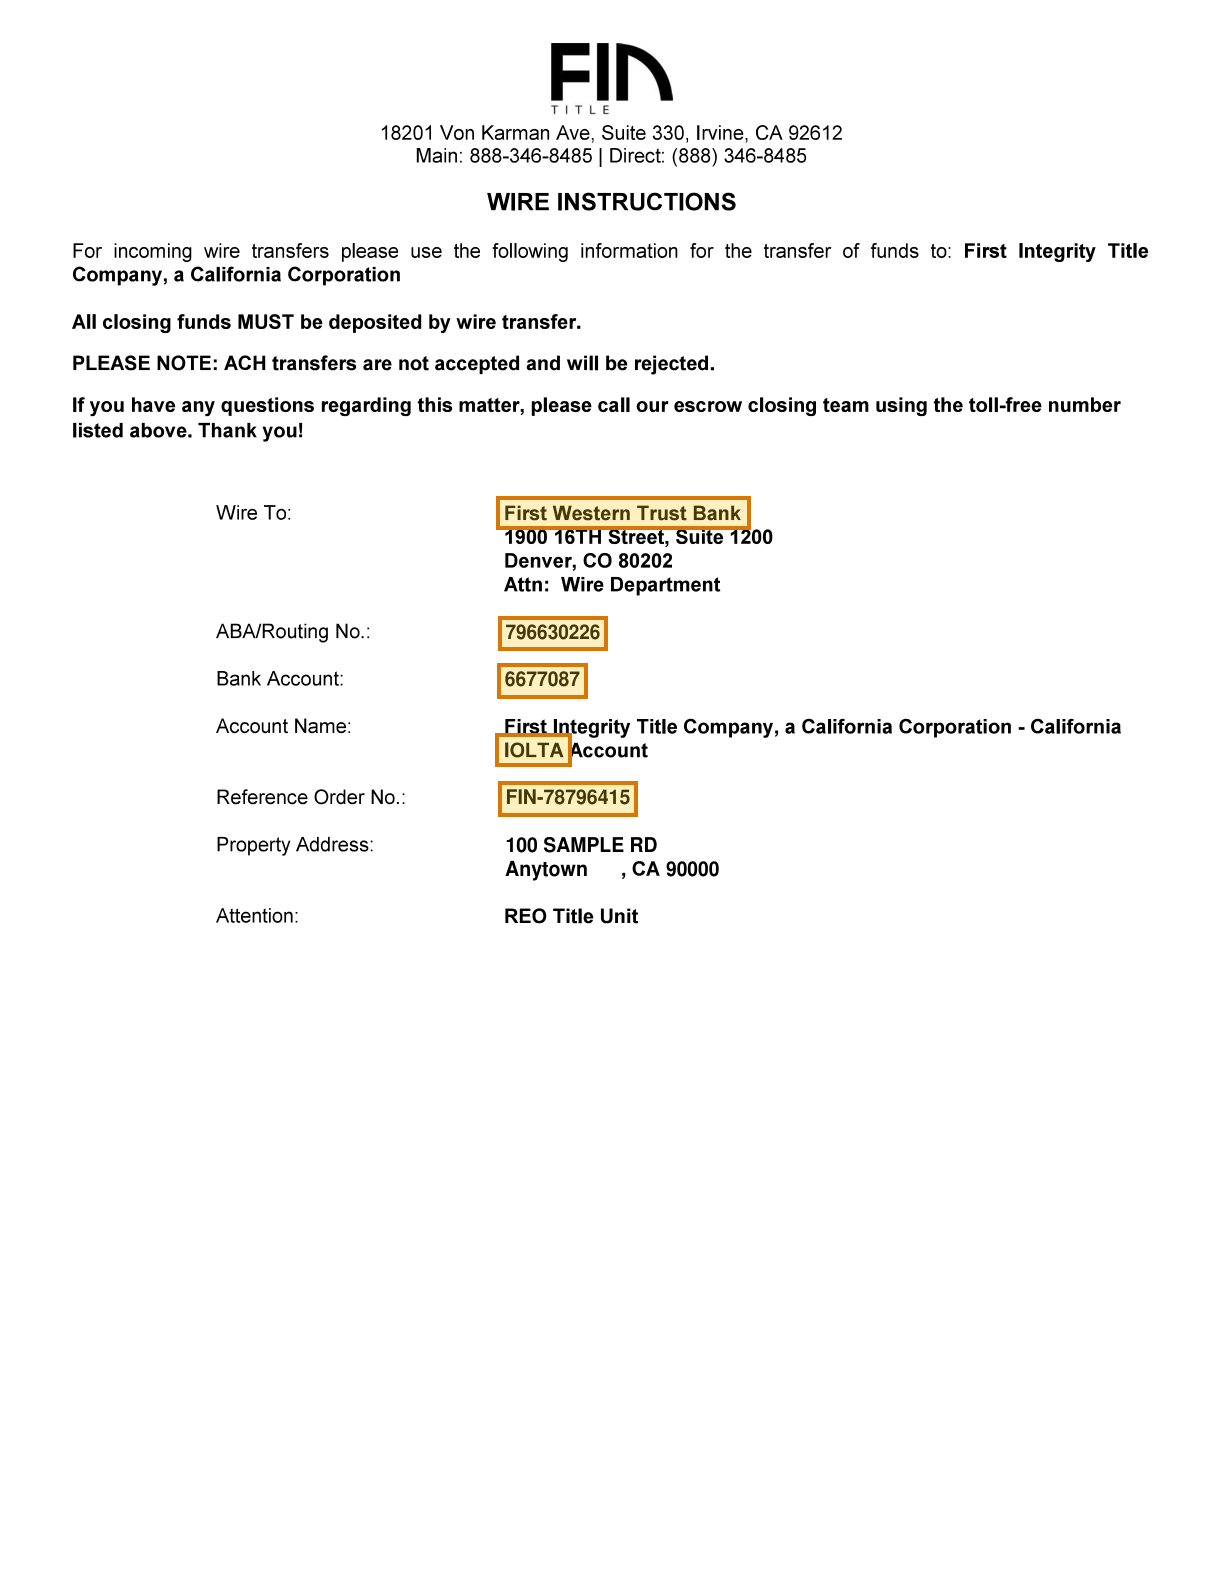 FIN
TITLE
18201 Von Karman Ave, Suite 330, Irvine, CA 92612
Main: 888-346-8485 | Direct: (888) 346-8485
WIRE INSTRUCTIONS
For incoming wire transfers please use the following information for the transfer of funds to: First Integrity Title
Company, a California Corporation
All closing funds MUST be deposited by wire transfer.
PLEASE NOTE: ACH transfers are not accepted and will be rejected.
If you have any questions regarding this matter, please call our escrow closing team using the toll-free number
listed above. Thank you!
Wire To: First Western Trust Bank
1900 16TH Street, Suite 1200
Denver, CO 80202
Attn: Wire Department
ABA/Routing No.: 796630226
Bank Account: 6677087
Account Name: First Integrity Title Company, a California Corporation - California
IOLTA Account
Reference Order No.: FIN-78796415
Property Address: 100 SAMPLE RD
Anytown , CA 90000
Attention: REO Title Unit